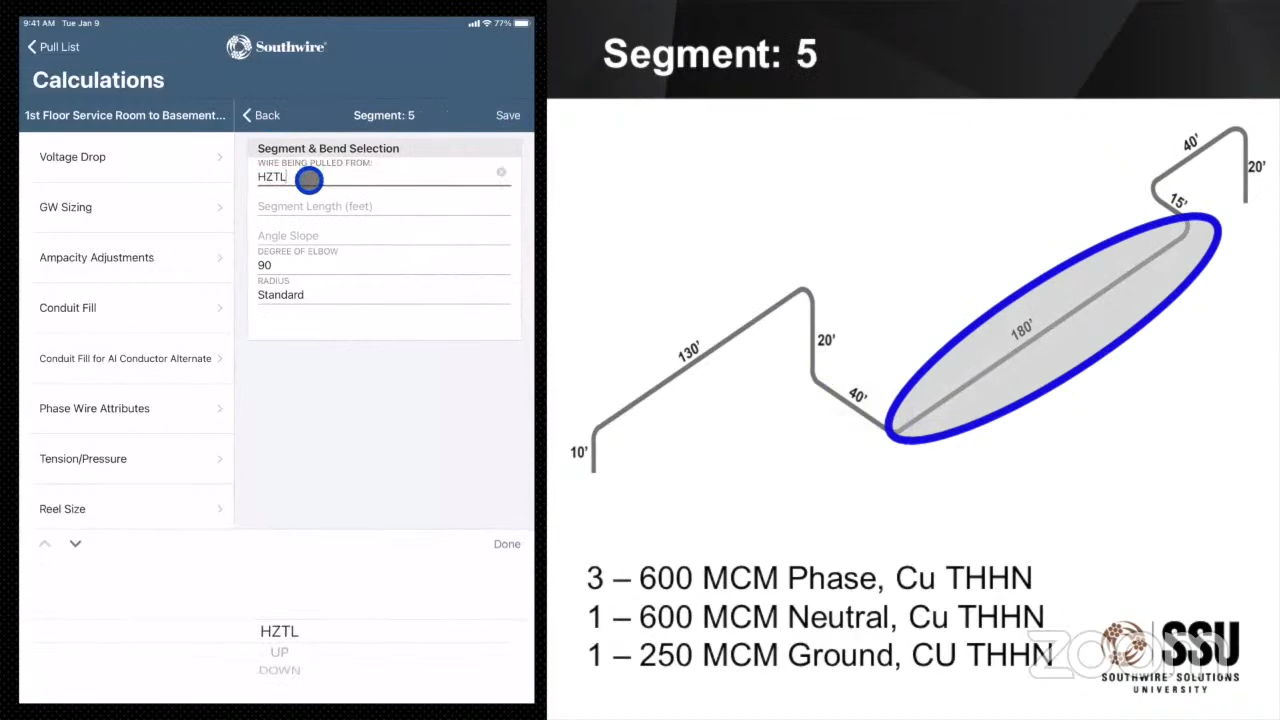 9:41 AM Tue Jan 9
77%
Pull List
Southwire®
Calculations
1st Floor Service Room to Basement...
Back
Segment: 5
Save
Voltage Drop
GW Sizing
Ampacity Adjustments
Conduit Fill
Conduit Fill for Al Conductor Alternate
Phase Wire Attributes
Tension/Pressure
Reel Size
Segment & Bend Selection
WIRE BEING PULLED FROM:
HZTL
Segment Length (feet)
Angle Slope
DEGREE OF ELBOW
90
RADIUS
Standard
Done
HZTL
UP
DOWN
Segment: 5
40'
20'
15'
180'
130'
20'
40'
10'
3 – 600 MCM Phase, Cu THHN
1 – 600 MCM Neutral, Cu THHN
1 – 250 MCM Ground, CU THHN
zoom
SSU
SOUTHWIRE SOLUTIONS
UNIVERSITY